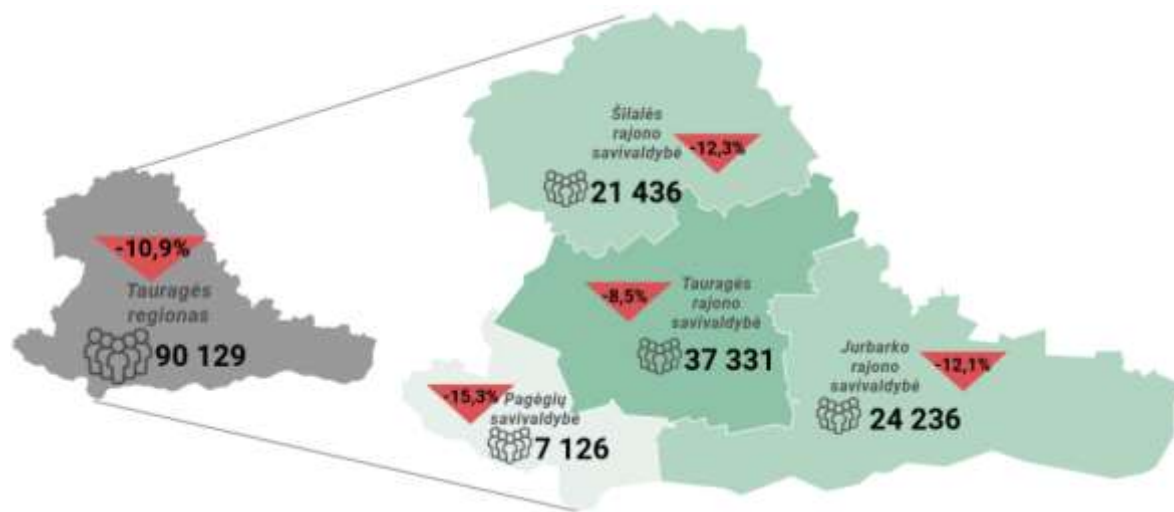 Šilalės
rajono
savivaldybė
-12,3%
21 436
-10,9%
Tauragės
regionas
90 129
-8,5%
Tauragės
rajono
savivaldybė
37 331
Jurbarko
rajono
savivaldybė
-12,1%
24 236
-15,3%
Pagėgių
savivaldybė
7 126